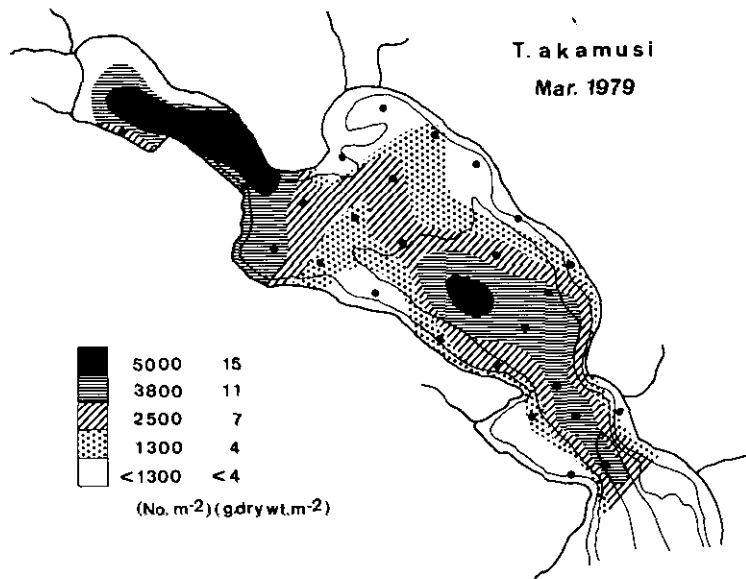 T. akamusi
Mar. 1979
5000 15
3800 11
2500 7
1300 4
<1300 <4
(No. m-2) (g.dry wt. m-2)